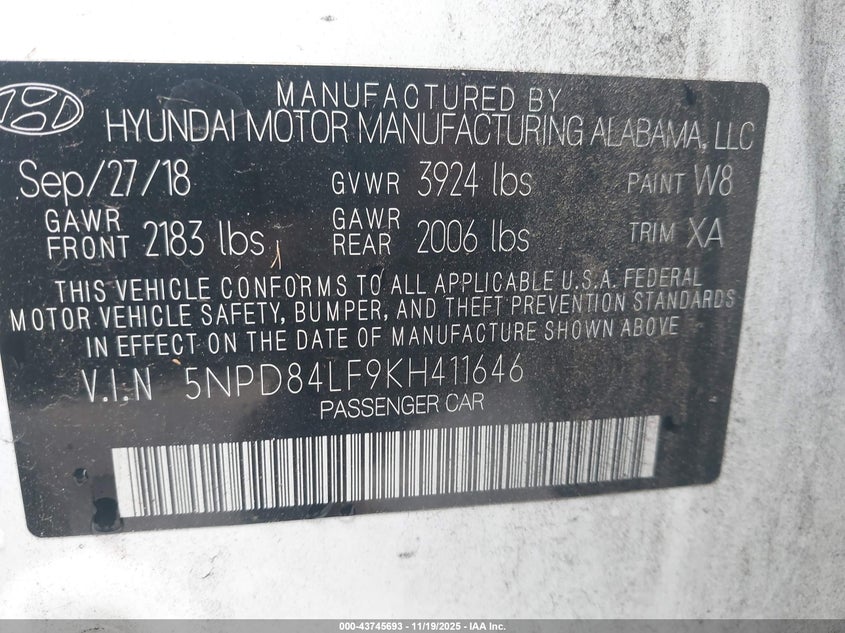 MANUFACTURED BY
HYUNDAI MOTOR MANUFACTURING ALABAMA, LLC
Sep/27/18 GVWR 3924 lbs PAINT W8
GAWR FRONT 2183 lbs GAWR REAR 2006 lbs TRIM XA
THIS VEHICLE CONFORMS TO ALL APPLICABLE U.S.A. FEDERAL
MOTOR VEHICLE SAFETY, BUMPER, AND THEFT PREVENTION STANDARDS
IN EFFECT ON THE DATE OF MANUFACTURE SHOWN ABOVE
V.I.N 5NPD84LF9KH411646
PASSENGER CAR
000-43745693 - 11/19/2025 - IAA Inc.